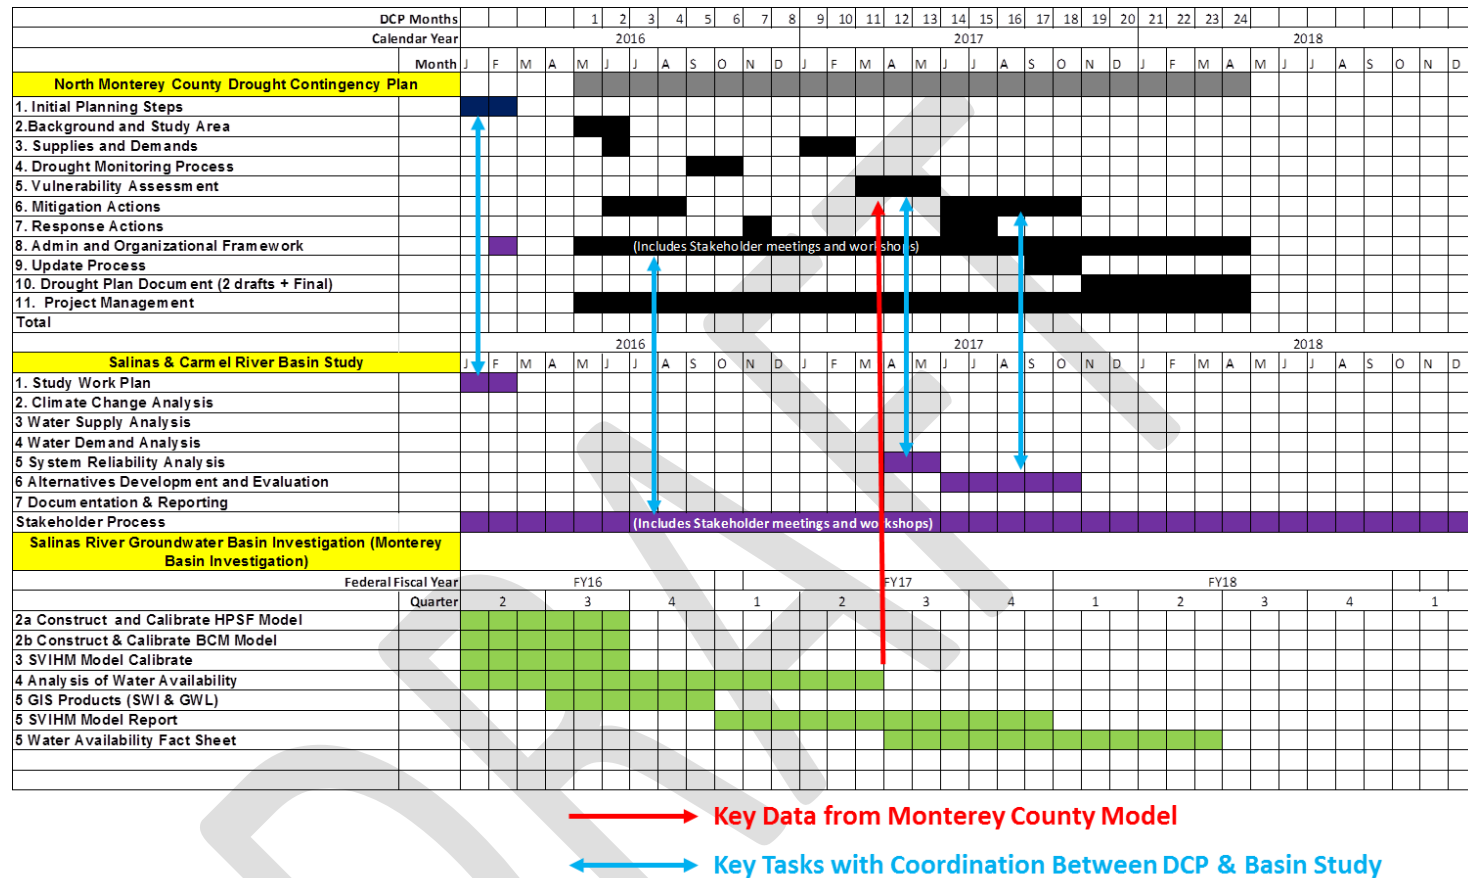 DCP Months 1 2 3 4 5 6 7 8 9 10 11 12 13 14 15 16 17 18 19 20 21 22 23 24
Calendar Year 2016 2017 2018
Month J F M A M J J A S O N D J F M A M J J A S O N D J F M A M J J A S O N D
North Monterey County Drought Contingency Plan
1. Initial Planning Steps
2.Background and Study Area
3. Supplies and Demands
4. Drought Monitoring Process
5. Vulnerability Assessment
6. Mitigation Actions
7. Response Actions
8. Admin and Organizational Framework (Includes Stakeholder meetings and workshops)
9. Update Process
10. Drought Plan Document (2 drafts + Final)
11. Project Management
Total
2016 2017 2018
Salinas & Carmel River Basin Study J F M A M J J A S O N D J F M A M J J A S O N D J F M A M J J A S O N D
1. Study Work Plan
2. Climate Change Analysis
3 Water Supply Analysis
4 Water Demand Analysis
5 System Reliability Analysis
6 Alternatives Development and Evaluation
7 Documentation & Reporting
Stakeholder Process (Includes Stakeholder meetings and workshops)
Salinas River Groundwater Basin Investigation (Monterey
Basin Investigation)
Federal Fiscal Year FY16 FY17 FY18
Quarter 2 3 4 1 2 3 4 1 2 3 4 1
2a Construct and Calibrate HPSF Model
2b Construct & Calibrate BCM Model
3 SVIHM Model Calibrate
4 Analysis of Water Availability
5 GIS Products (SWI & GWL)
5 SVIHM Model Report
5 Water Availability Fact Sheet
Key Data from Monterey County Model
Key Tasks with Coordination Between DCP & Basin Study
DRAFT